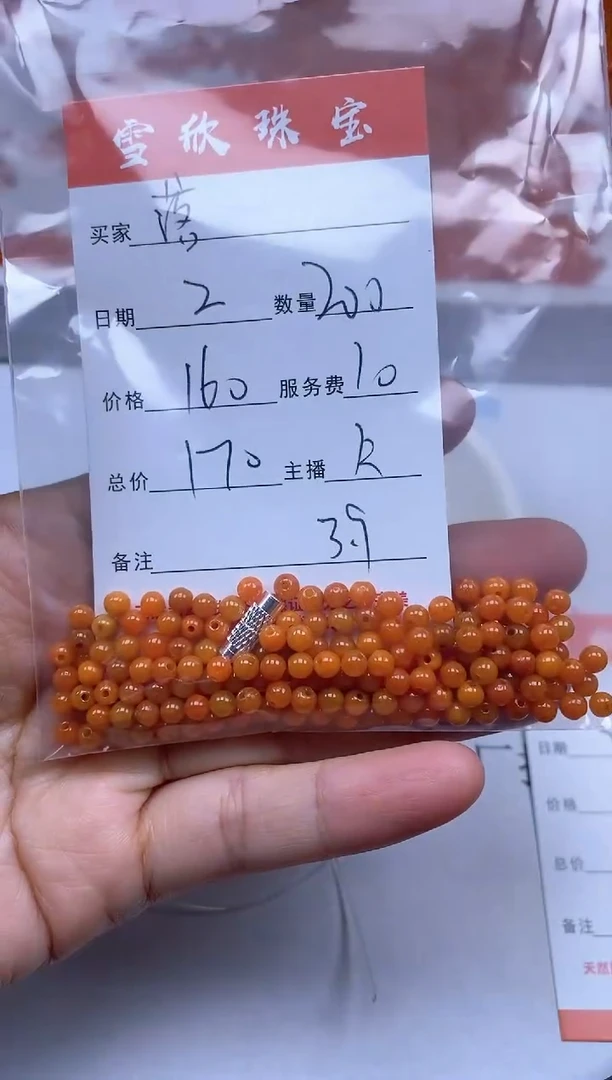 雪欣珠宝
买家 落
日期 2 数量 200
价格 160 服务费 10
总价 170 主播 k
备注 39
日期
价格
总价
备注
天然